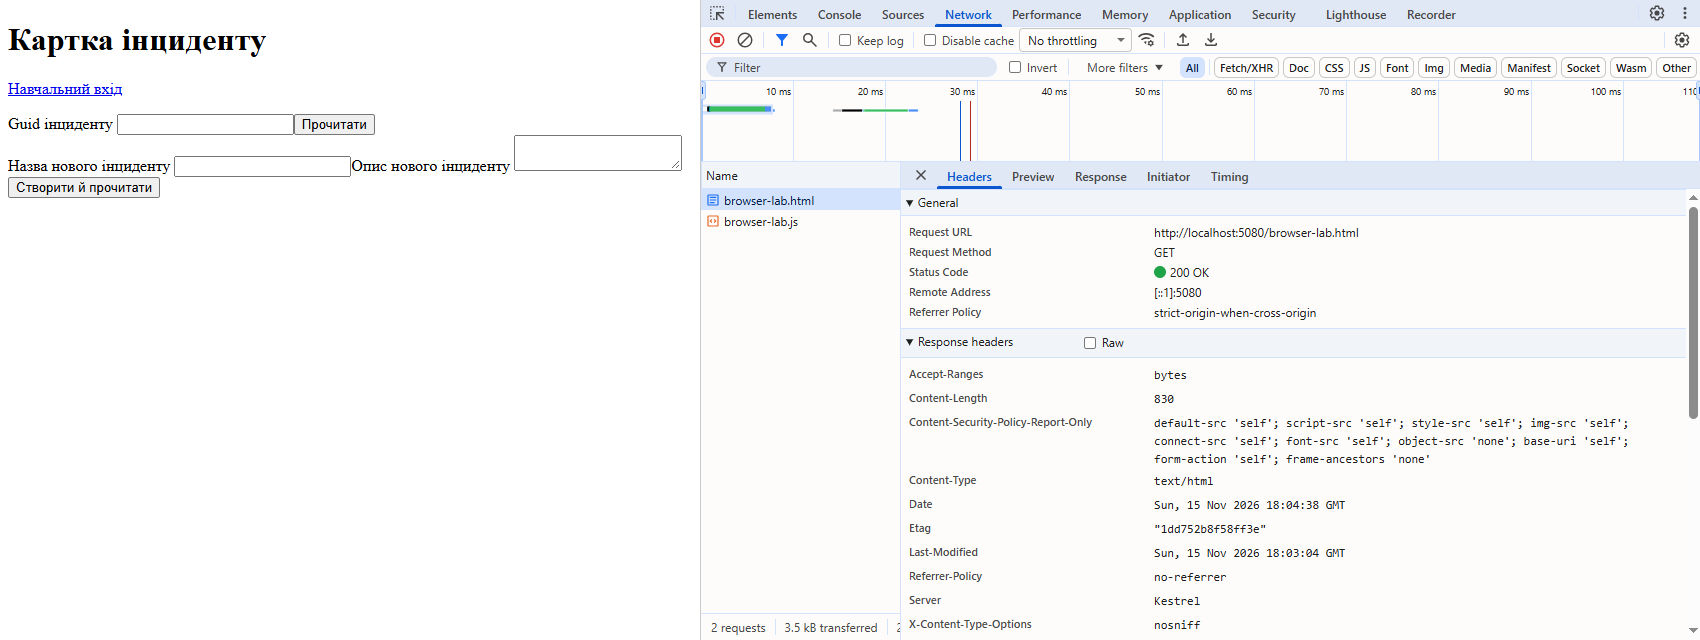 Картка інциденту
Навчальний вхід
Guid інциденту Прочитати
Назва нового інциденту Опис нового інциденту
Створити й прочитати
Elements Console Sources Network Performance Memory Application Security Lighthouse Recorder
Keep log Disable cache No throttling
Filter Invert More filters All Fetch/XHR Doc CSS JS Font Img Media Manifest Socket Wasm Other
10 ms 20 ms 30 ms 40 ms 50 ms 60 ms 70 ms 80 ms 90 ms 100 ms
Name
browser-lab.html
browser-lab.js
2 requests 3.5 kB transferred
Headers Preview Response Initiator Timing
General
Request URL http://localhost:5080/browser-lab.html
Request Method GET
Status Code 200 OK
Remote Address [::1]:5080
Referrer Policy strict-origin-when-cross-origin
Response headers Raw
Accept-Ranges bytes
Content-Length 830
Content-Security-Policy-Report-Only default-src 'self'; script-src 'self'; style-src 'self'; img-src 'self';
connect-src 'self'; font-src 'self'; object-src 'none'; base-uri 'self';
form-action 'self'; frame-ancestors 'none'
Content-Type text/html
Date Sun, 15 Nov 2026 18:04:38 GMT
Etag "1dd752b8f58ff3e"
Last-Modified Sun, 15 Nov 2026 18:03:04 GMT
Referrer-Policy no-referrer
Server Kestrel
X-Content-Type-Options nosniff